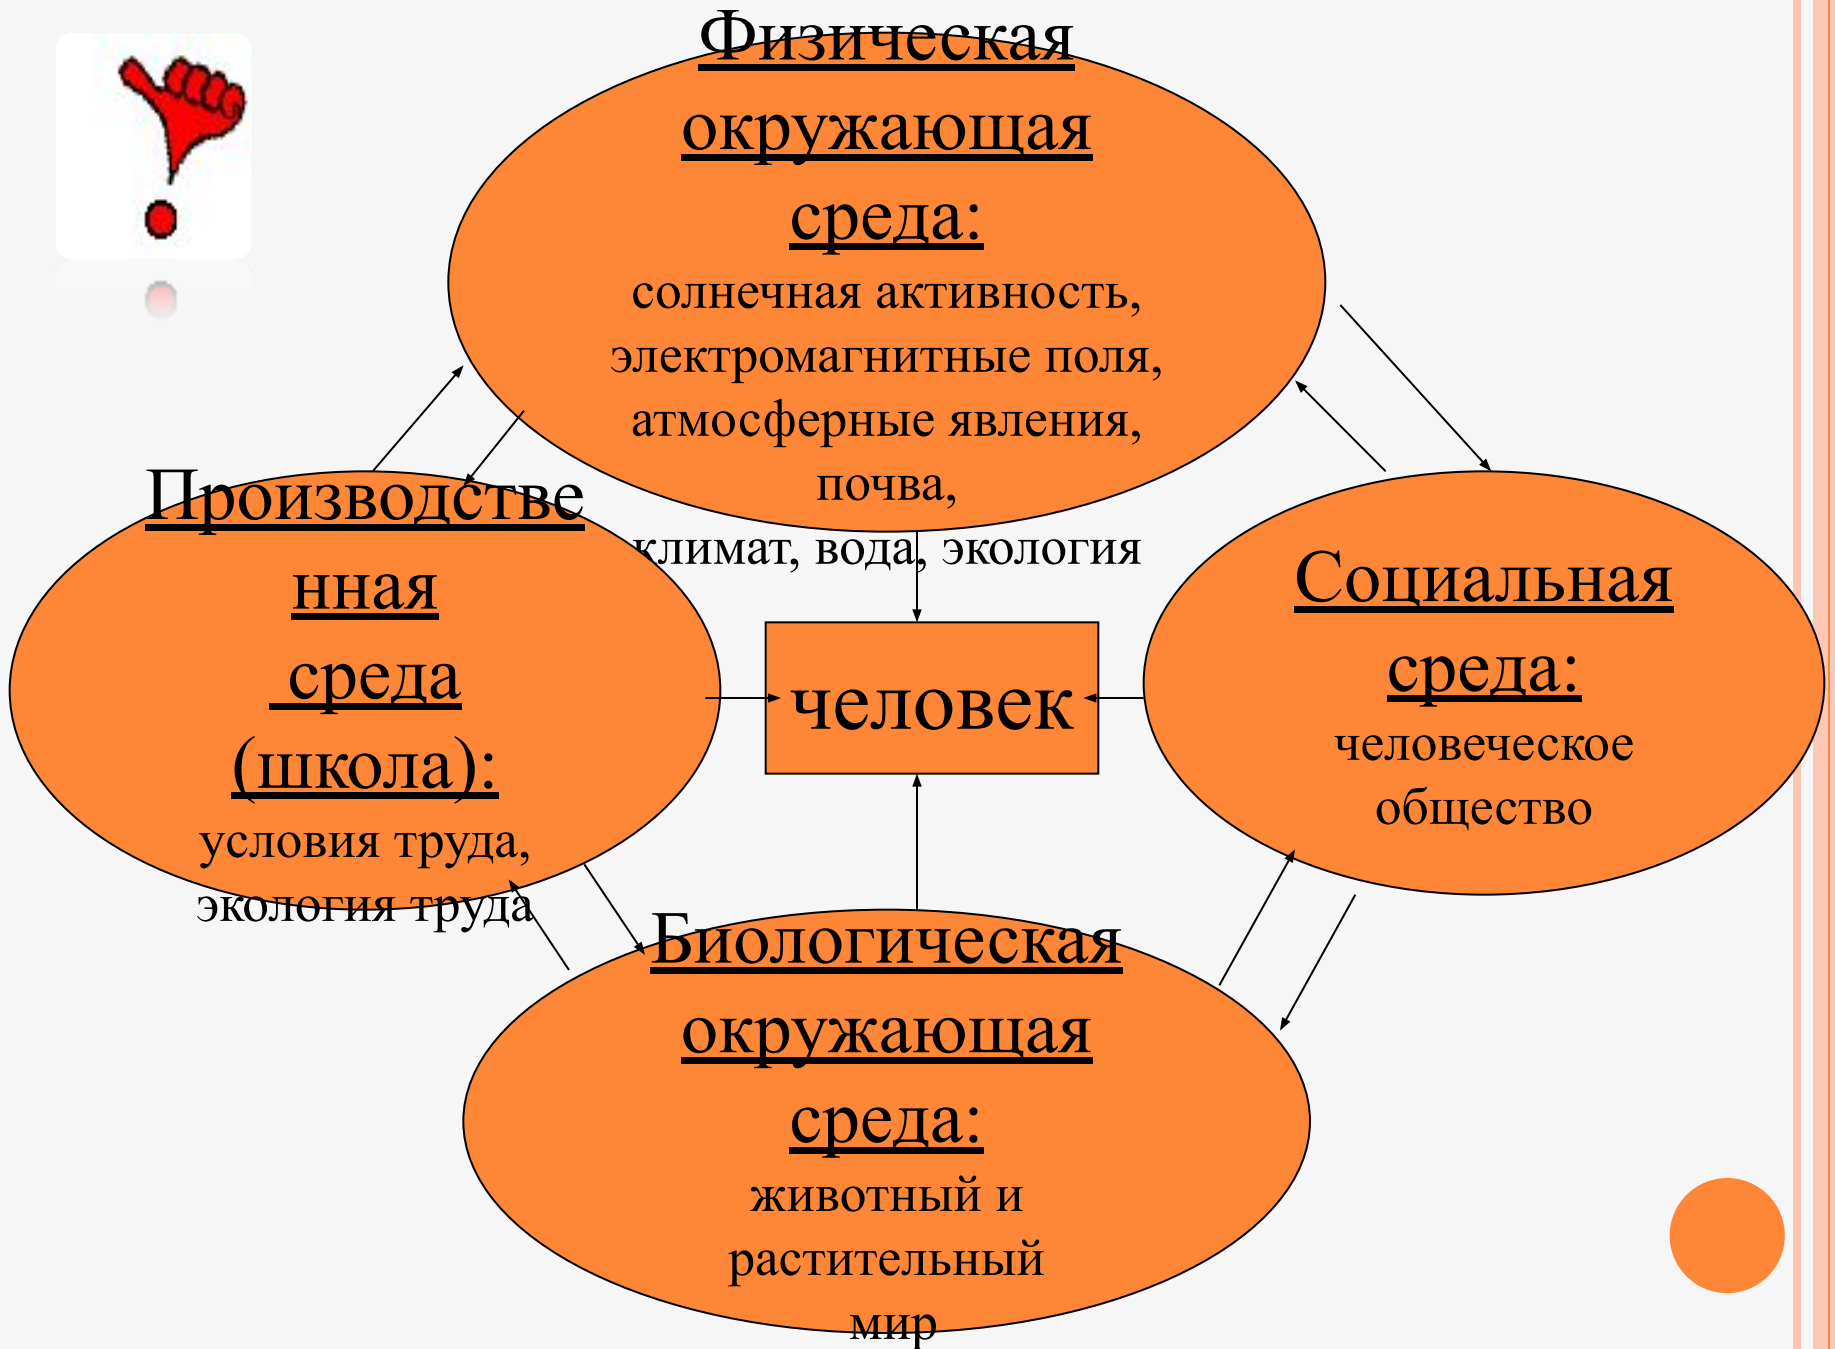 Физическая
окружающая
среда:
солнечная активность,
электромагнитные поля,
атмосферные явления,
почва,
климат, вода, экология
Производстве
нная
среда
(школа):
условия труда,
экология труда
человек
Социальная
среда:
человеческое
общество
Биологическая
окружающая
среда:
животный и
растительный
мир